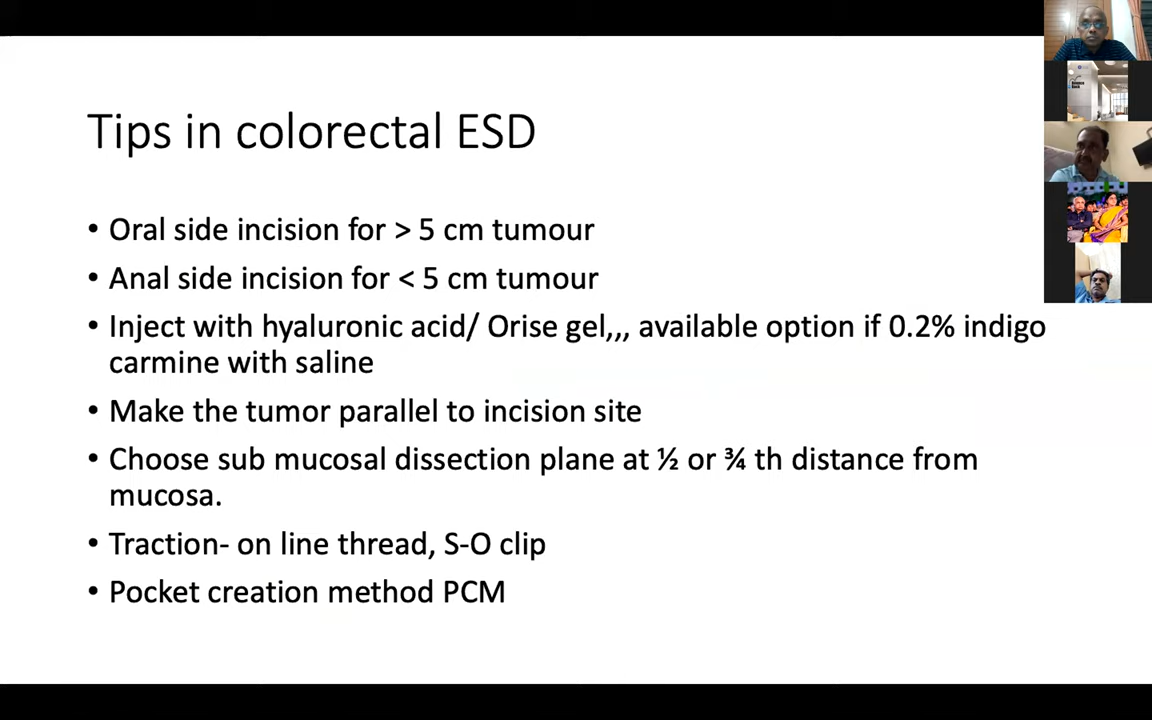 Tips in colorectal ESD
• Oral side incision for > 5 cm tumour
• Anal side incision for < 5 cm tumour
• Inject with hyaluronic acid/ Orise gel,,, available option if 0.2% indigo
carmine with saline
• Make the tumor parallel to incision site
• Choose sub mucosal dissection plane at ½ or ¾ th distance from
mucosa.
• Traction- on line thread, S-O clip
• Pocket creation method PCM